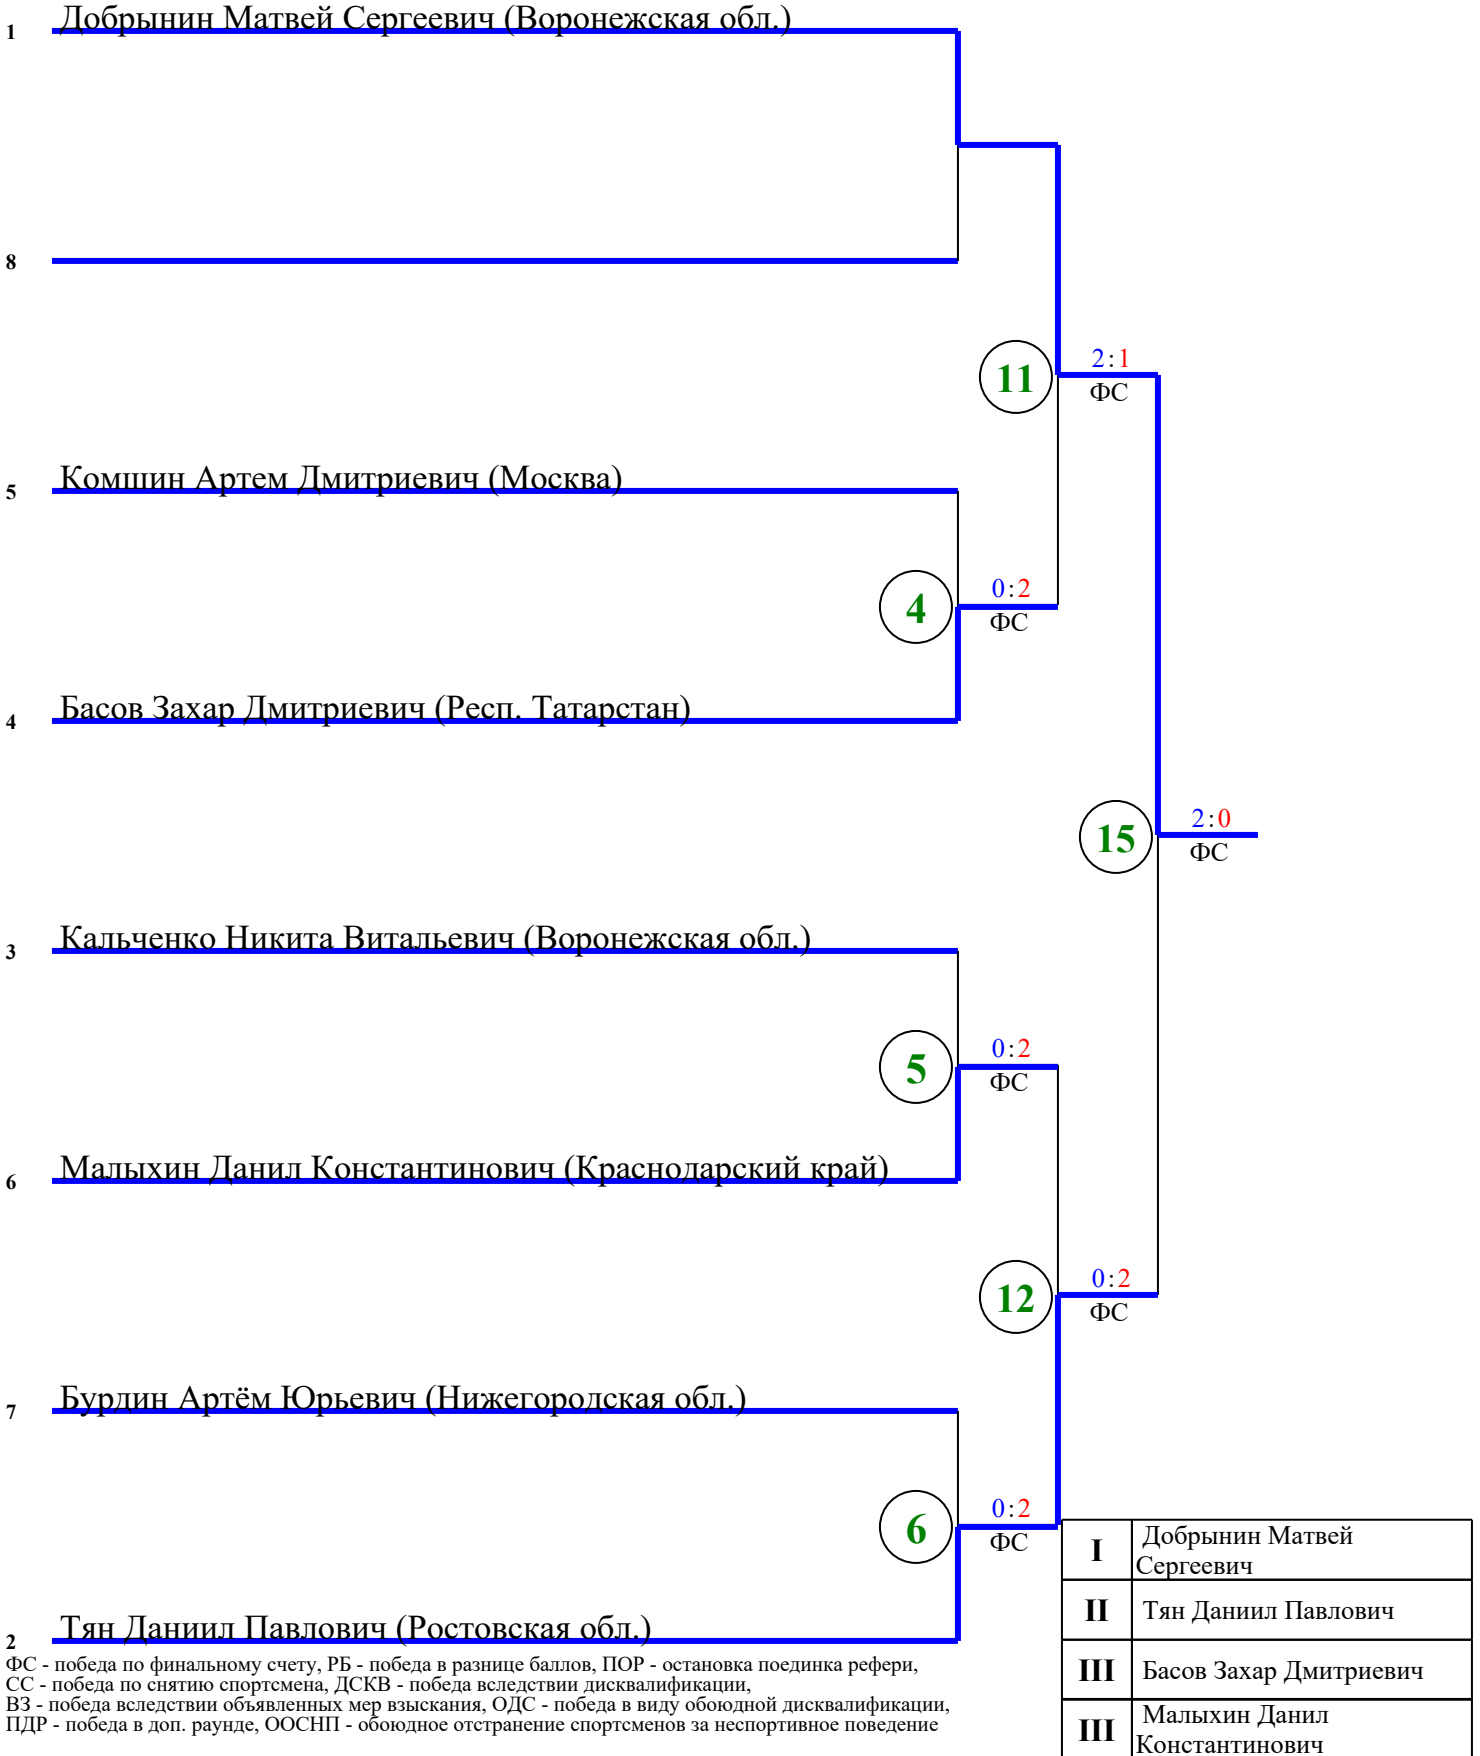 1 Добрынин Матвей Сергеевич (Воронежская обл.)
8
11 2:1
ФС
5 Комшин Артем Дмитриевич (Москва)
4 0:2
ФС
4 Басов Захар Дмитриевич (Респ. Татарстан)
15 2:0
ФС
3 Кальченко Никита Витальевич (Воронежская обл.)
5 0:2
ФС
6 Малыхин Данил Константинович (Краснодарский край)
12 0:2
ФС
7 Бурдин Артём Юрьевич (Нижегородская обл.)
6 0:2
ФС
2 Тян Даниил Павлович (Ростовская обл.)
ФС - победа по финальному счету, РБ - победа в разнице баллов, ПОР - остановка поединка рефери,
СС - победа по снятию спортсмена, ДСКВ - победа вследствии дисквалификации,
ВЗ - победа вследствии объявленных мер взыскания, ОДС - победа в виду обоюдной дисквалификации,
ПДР - победа в доп. раунде, ООСНП - обоюдное отстранение спортсменов за неспортивное поведение
I Добрынин Матвей
Сергеевич
II Тян Даниил Павлович
III Басов Захар Дмитриевич
III Малыхин Данил
Константинович